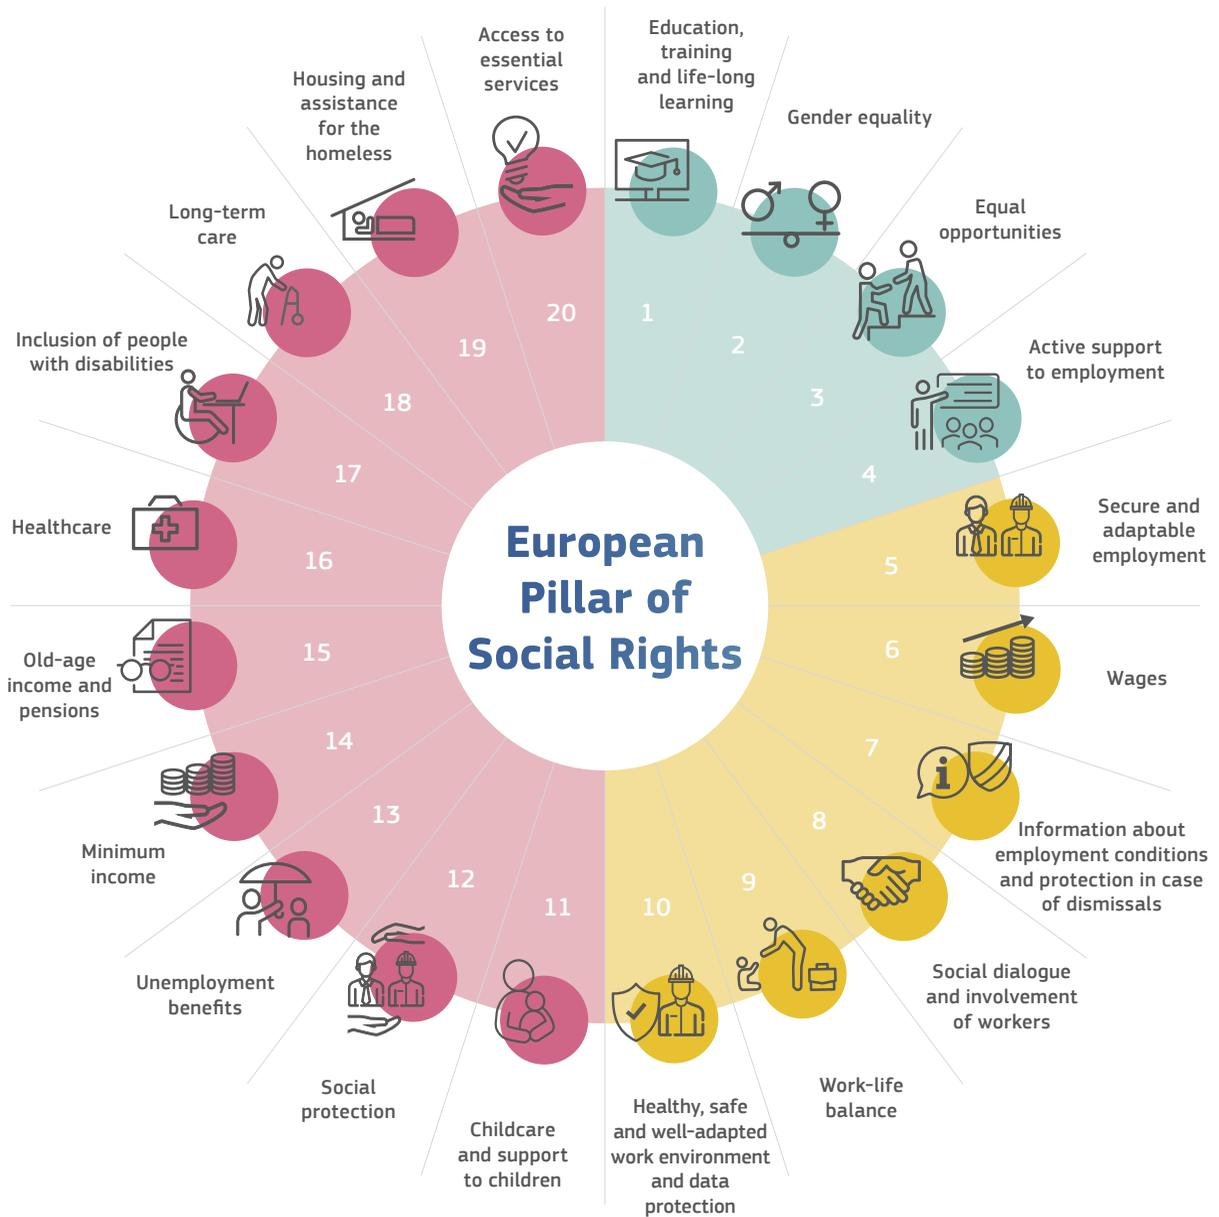 European
Pillar of
Social Rights
1
Education,
training
and life-long
learning
2
Gender equality
3
Equal
opportunities
4
Active support
to employment
5
Secure and
adaptable
employment
6
Wages
7
Information about
employment conditions
and protection in case
of dismissals
8
Social dialogue
and involvement
of workers
9
Work-life
balance
10
Healthy, safe
and well-adapted
work environment
and data
protection
11
Childcare
and support
to children
12
Social
protection
13
Unemployment
benefits
14
Minimum
income
15
Old-age
income and
pensions
16
Healthcare
17
Inclusion of people
with disabilities
18
Long-term
care
19
Housing and
assistance
for the
homeless
20
Access to
essential
services
i